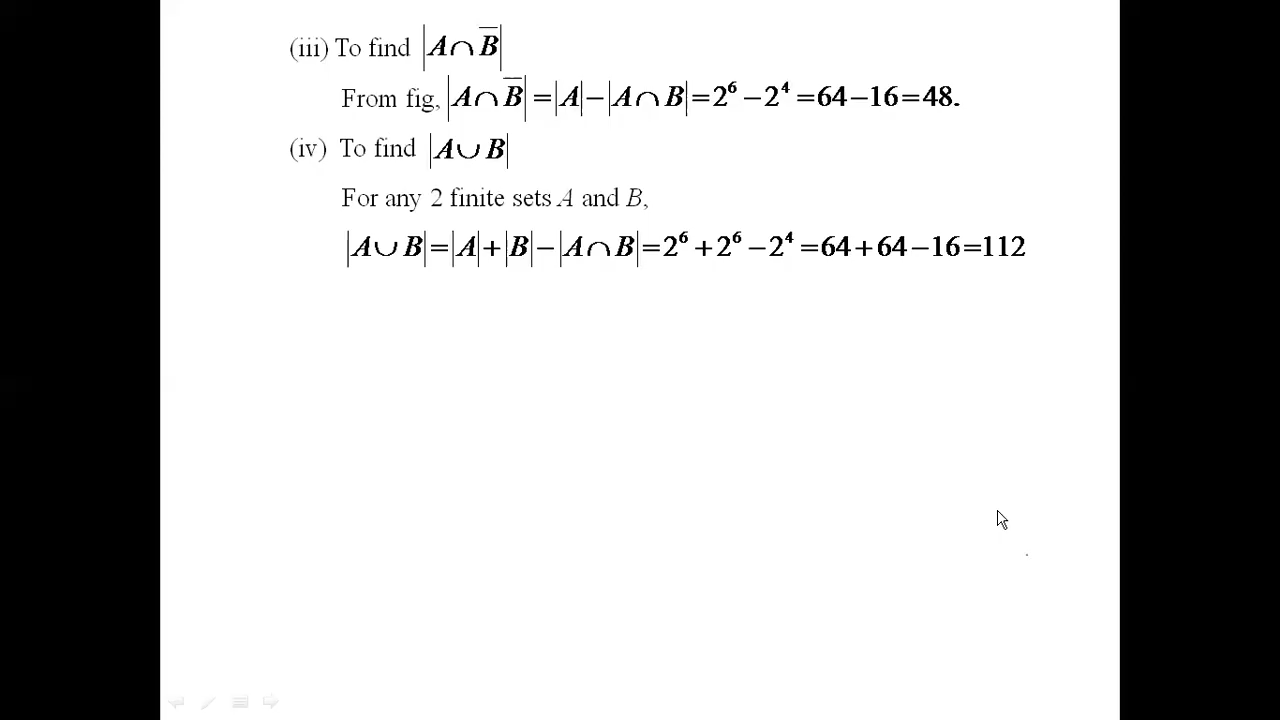 (iii) To find |A∩B̅|
From fig, |A∩B̅|=|A|−|A∩B|=2⁶−2⁴=64−16=48.
(iv) To find |A∪B|
For any 2 finite sets A and B,
|A∪B|=|A|+|B|−|A∩B|=2⁶+2⁶−2⁴=64+64−16=112